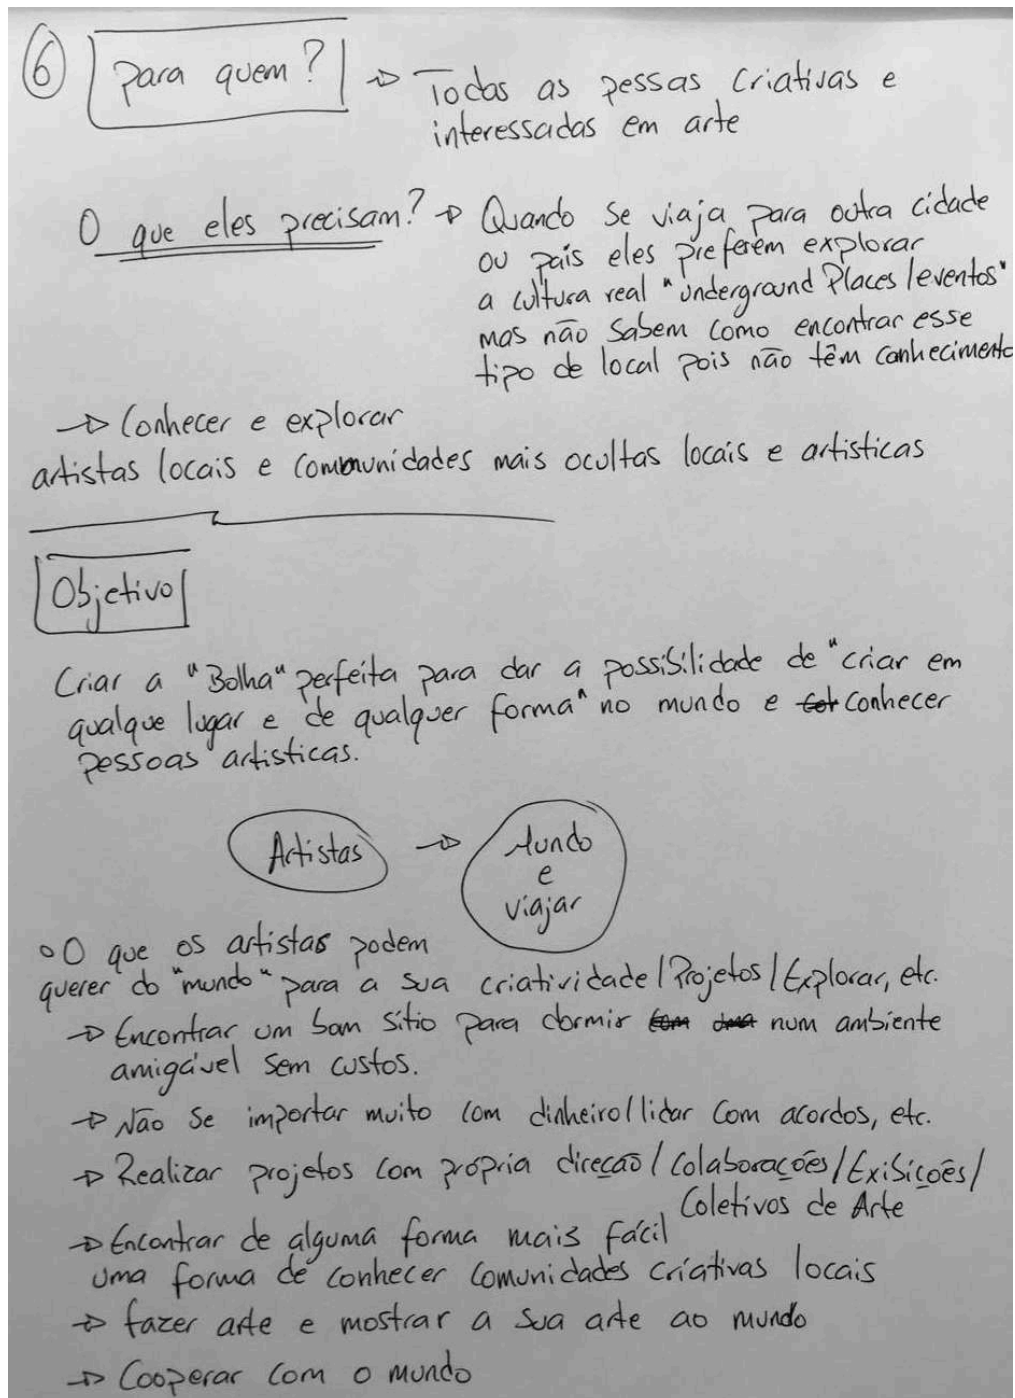 6 para quem? → Todas as pessas criativas e
interessadas em arte
O que eles precisam? → Quando se viaja para outra cidade
ou país eles preferem explorar
a cultura real "underground Places/eventos"
mas não sabem como encontrar esse
tipo de local pois não têm conhecimento
→ Conhecer e explorar
artistas locais e comunidades mais ocultas locais e artisticas
Objetivo
Criar a "Bolha" perfeita para dar a possibilidade de "criar em
qualque lugar e de qualquer forma" no mundo e conhecer
pessoas artisticas.
Artistas → Mundo
e
viajar
O que os artistas podem
querer do "mundo" para a sua criatividade/Projetos/Explorar, etc.
→ Encontrar um bom sítio para dormir num ambiente
amigável sem custos.
→ Não se importar muito com dinheiro/lidar com acordos, etc.
→ Realizar projetos com própria direção/Colaborações/Exibições/
Coletivos de Arte
→ Encontrar de alguma forma mais fácil
uma forma de conhecer comunidades criativas locais
→ fazer arte e mostrar a sua arte ao mundo
→ Cooperar com o mundo